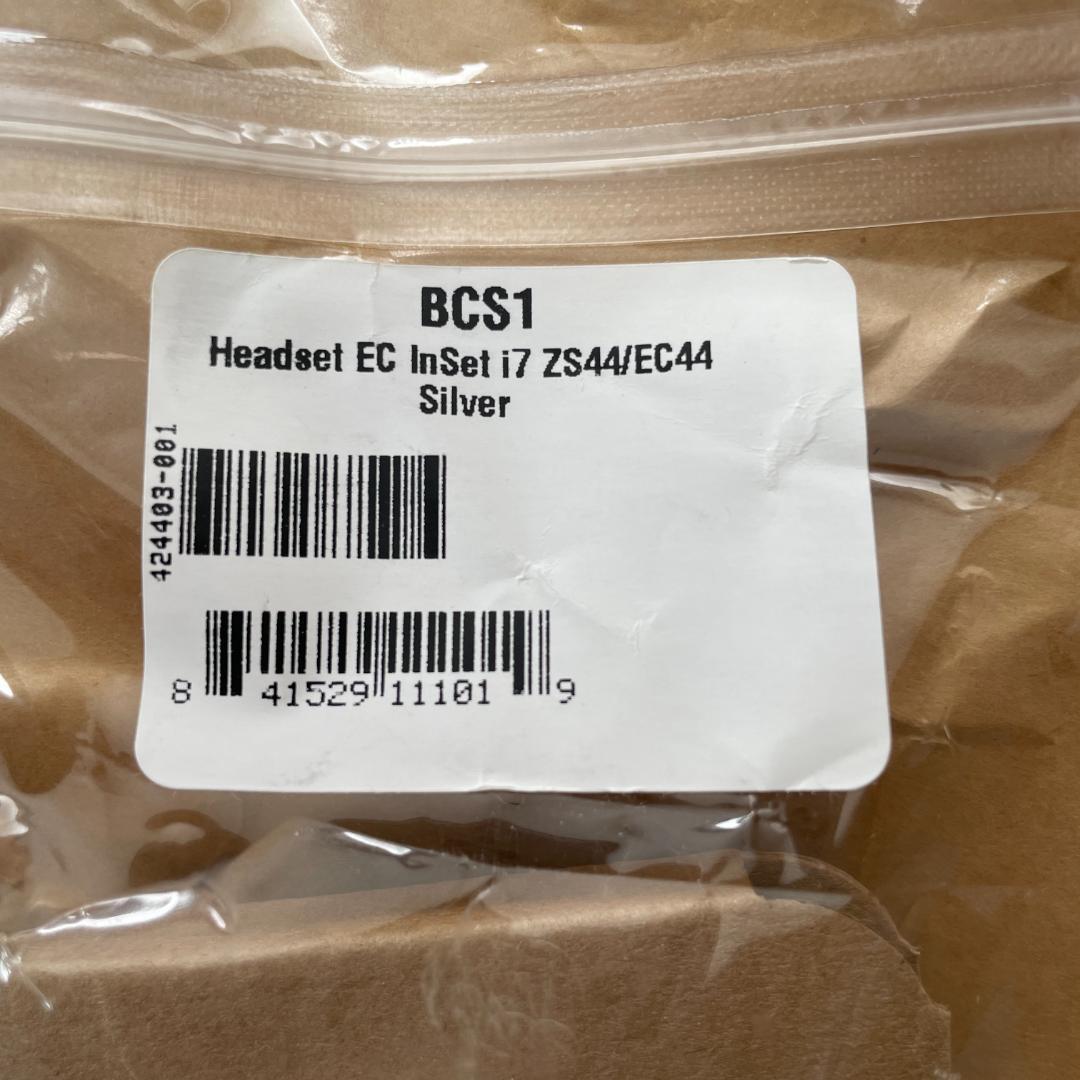 BCS1
Headset EC InSet i7 ZS44/EC44
Silver
424403-001
8 41529 11101 9